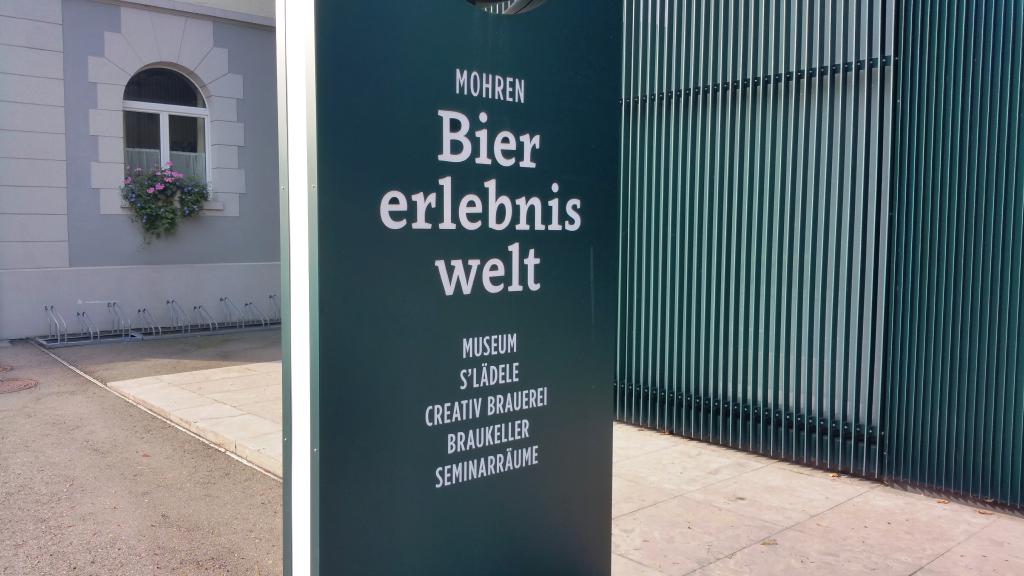 MOHREN
Bier
erlebnis
welt
MUSEUM
S'LÄDELE
CREATIV BRAUEREI
BRAUKELLER
SEMINARRÄUME